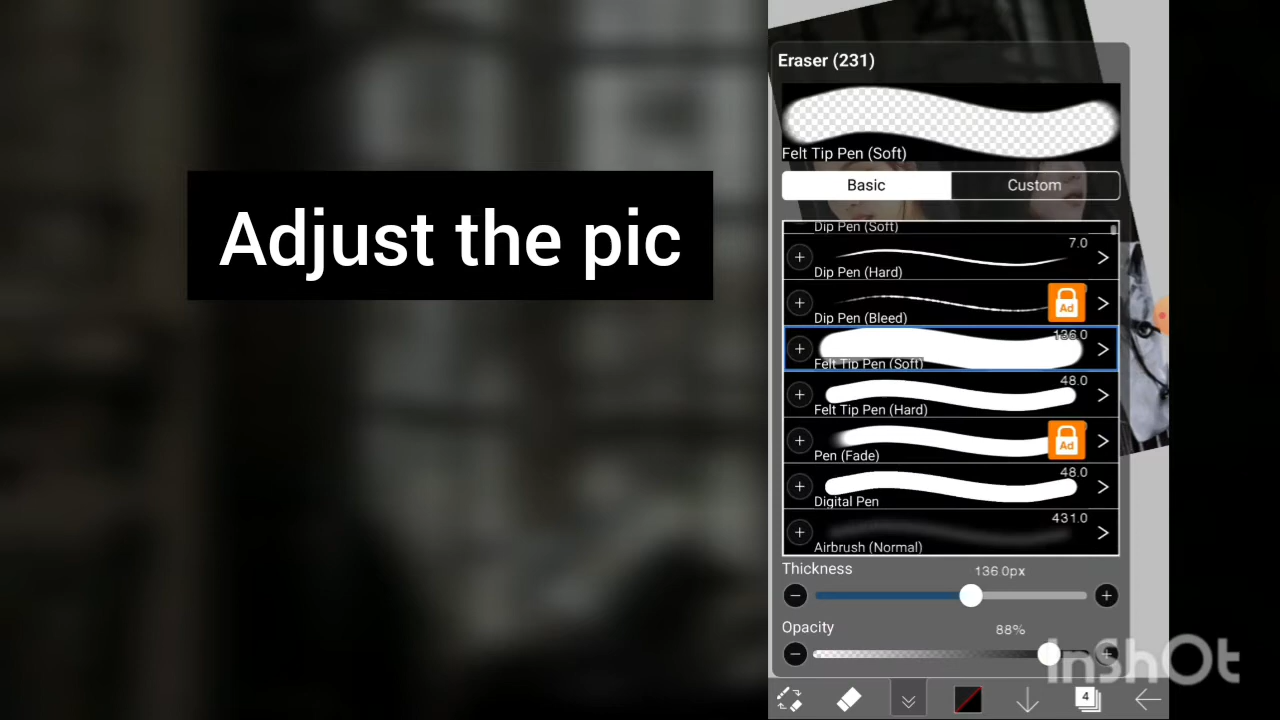 Adjust the pic
Eraser (231)
Felt Tip Pen (Soft)
Basic
Custom
Dip Pen (Soft)
7.0
Dip Pen (Hard)
Ad
Dip Pen (Bleed)
136.0
Felt Tip Pen (Soft)
48.0
Felt Tip Pen (Hard)
Ad
Pen (Fade)
48.0
Digital Pen
431.0
Airbrush (Normal)
Thickness
136.0px
Opacity
88%
InShOt
4